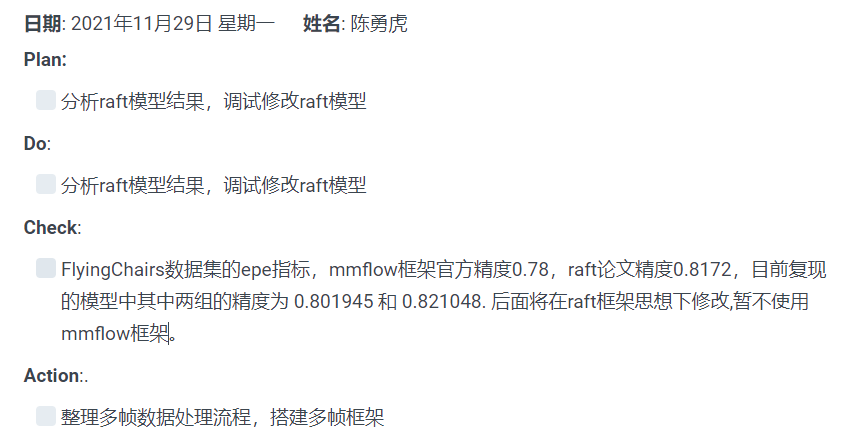 日期: 2021年11月29日 星期一 姓名: 陈勇虎
Plan:
分析raft模型结果，调试修改raft模型
Do:
分析raft模型结果，调试修改raft模型
Check:
FlyingChairs数据集的epe指标，mmflow框架官方精度0.78，raft论文精度0.8172，目前复现
的模型中其中两组的精度为 0.801945 和 0.821048. 后面将在raft框架思想下修改,暂不使用
mmflow框架。
Action:.
整理多帧数据处理流程，搭建多帧框架